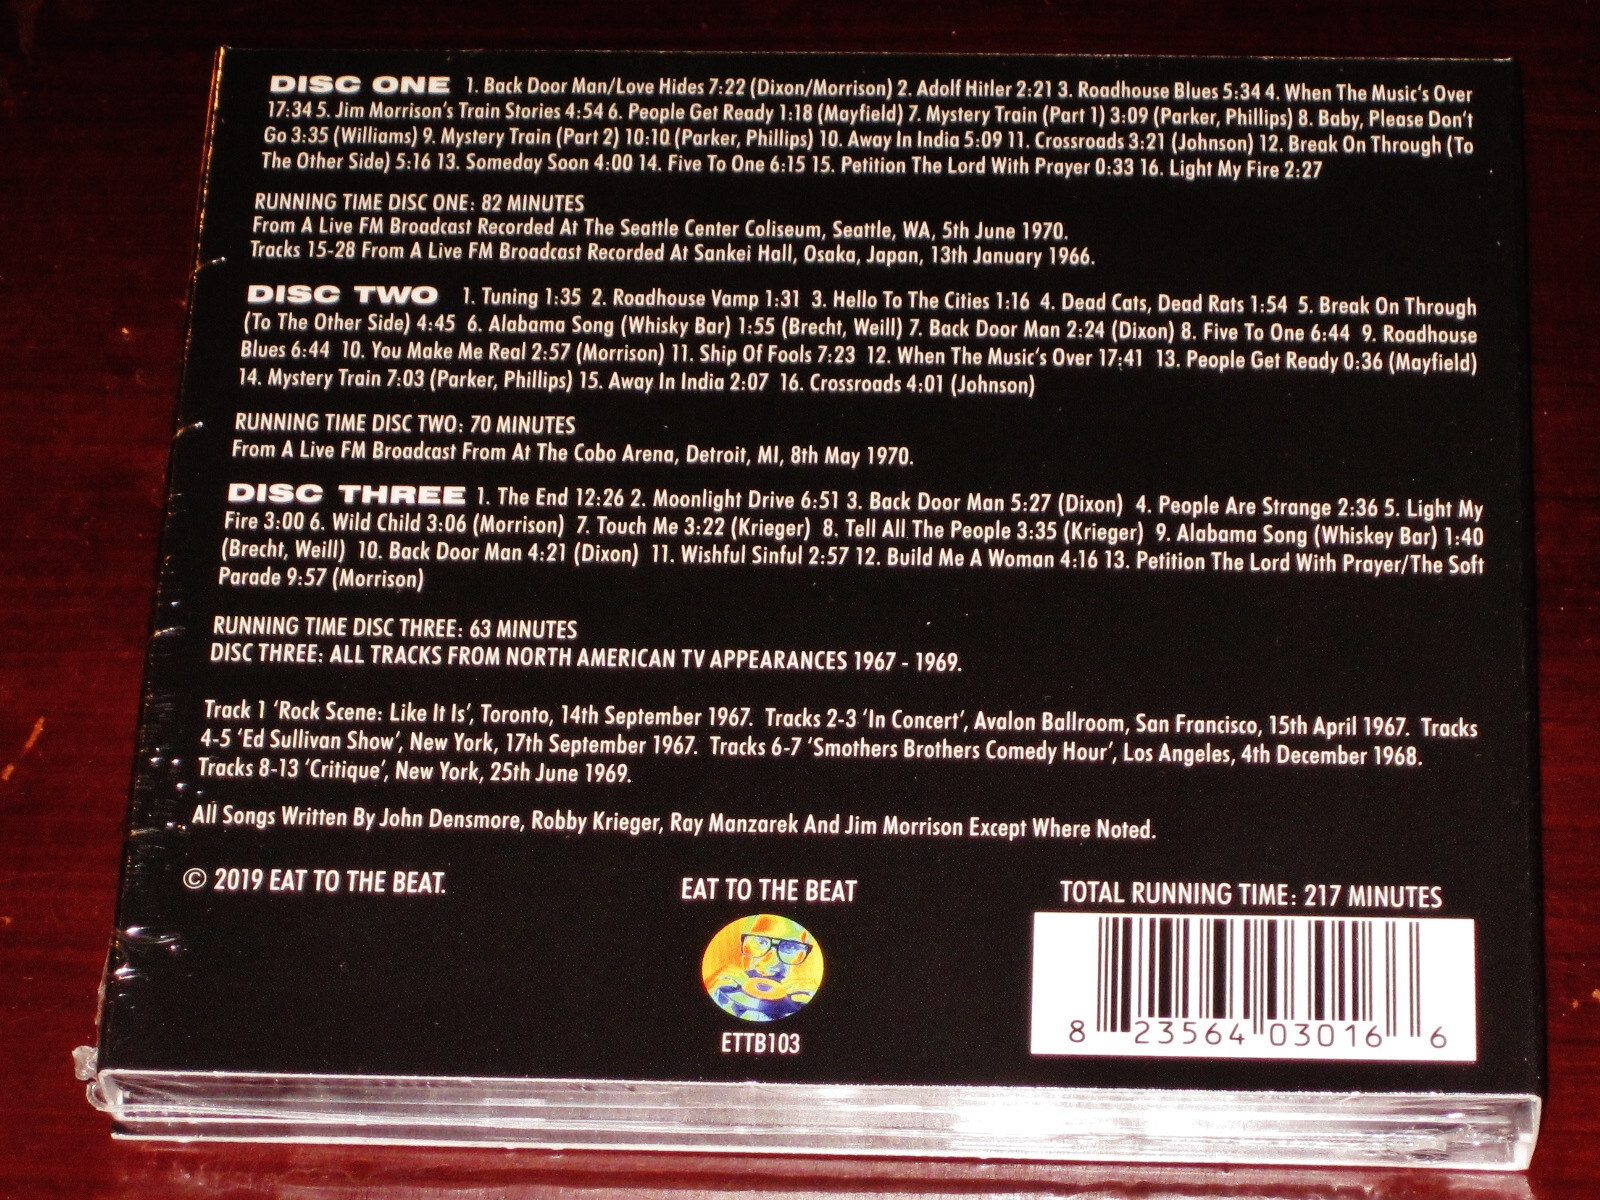 DISC ONE 1. Back Door Man/Love Hides 7:22 (Dixon/Morrison) 2. Adolf Hitler 2:21 3. Roadhouse Blues 5:34 4. When The Music's Over
17:34 5. Jim Morrison's Train Stories 4:54 6. People Get Ready 1:18 (Mayfield) 7. Mystery Train (Part 1) 3:09 (Parker, Phillips) 8. Baby, Please Don't
Go 3:35 (Williams) 9. Mystery Train (Part 2) 10:10 (Parker, Phillips) 10. Away In India 5:09 11. Crossroads 3:21 (Johnson) 12. Break On Through (To
The Other Side) 5:16 13. Someday Soon 4:00 14. Five To One 6:15 15. Petition The Lord With Prayer 0:33 16. Light My Fire 2:27
RUNNING TIME DISC ONE: 82 MINUTES
From A Live FM Broadcast Recorded At The Seattle Center Coliseum, Seattle, WA, 5th June 1970.
Tracks 15-28 From A Live FM Broadcast Recorded At Sankei Hall, Osaka, Japan, 13th January 1966.
DISC TWO 1. Tuning 1:35 2. Roadhouse Vamp 1:31 3. Hello To The Cities 1:16 4. Dead Cats, Dead Rats 1:54 5. Break On Through
(To The Other Side) 4:45 6. Alabama Song (Whisky Bar) 1:55 (Brecht, Weill) 7. Back Door Man 2:24 (Dixon) 8. Five To One 6:44 9. Roadhouse
Blues 6:44 10. You Make Me Real 2:57 (Morrison) 11. Ship Of Fools 7:23 12. When The Music's Over 17:41 13. People Get Ready 0:36 (Mayfield)
14. Mystery Train 7:03 (Parker, Phillips) 15. Away In India 2:07 16. Crossroads 4:01 (Johnson)
RUNNING TIME DISC TWO: 70 MINUTES
From A Live FM Broadcast From At The Cobo Arena, Detroit, MI, 8th May 1970.
DISC THREE 1. The End 12:26 2. Moonlight Drive 6:51 3. Back Door Man 5:27 (Dixon) 4. People Are Strange 2:36 5. Light My
Fire 3:00 6. Wild Child 3:06 (Morrison) 7. Touch Me 3:22 (Krieger) 8. Tell All The People 3:35 (Krieger) 9. Alabama Song (Whiskey Bar) 1:40
(Brecht, Weill) 10. Back Door Man 4:21 (Dixon) 11. Wishful Sinful 2:57 12. Build Me A Woman 4:16 13. Petition The Lord With Prayer/The Soft
Parade 9:57 (Morrison)
RUNNING TIME DISC THREE: 63 MINUTES
DISC THREE: ALL TRACKS FROM NORTH AMERICAN TV APPEARANCES 1967 - 1969.
Track 1 'Rock Scene: Like It Is', Toronto, 14th September 1967. Tracks 2-3 'In Concert', Avalon Ballroom, San Francisco, 15th April 1967. Tracks
4-5 'Ed Sullivan Show', New York, 17th September 1967. Tracks 6-7 'Smothers Brothers Comedy Hour', Los Angeles, 4th December 1968.
Tracks 8-13 'Critique', New York, 25th June 1969.
All Songs Written By John Densmore, Robby Krieger, Ray Manzarek And Jim Morrison Except Where Noted.
© 2019 EAT TO THE BEAT.
EAT TO THE BEAT
ETTB103
TOTAL RUNNING TIME: 217 MINUTES
8 23564 03016 6